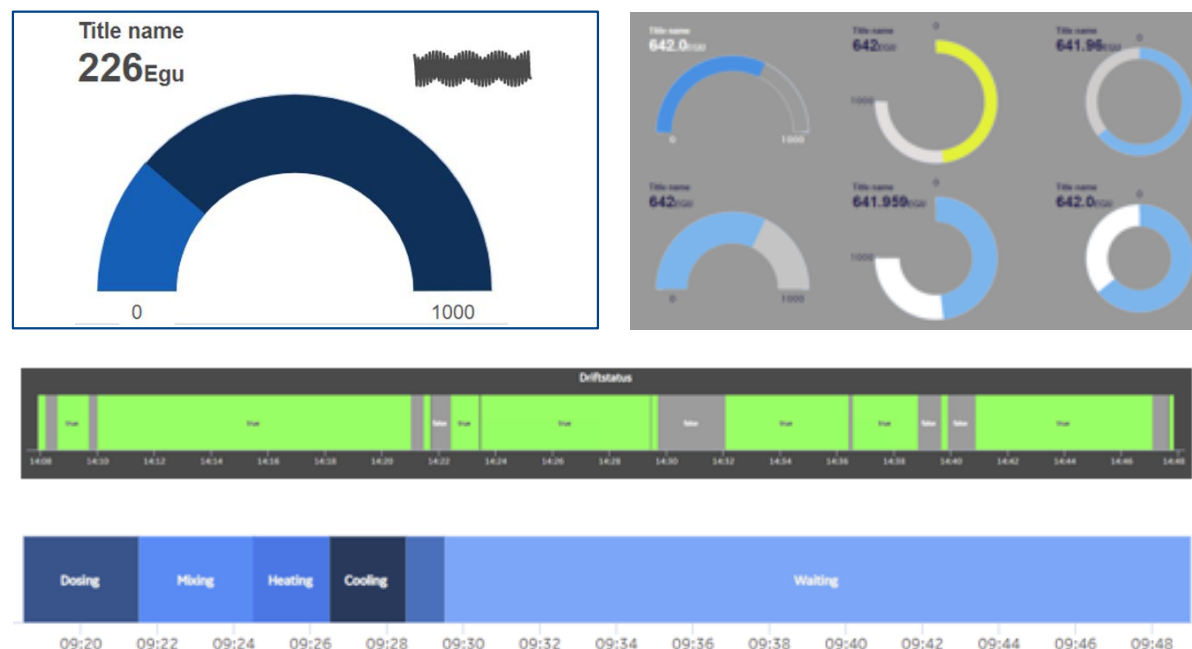 Title name
226Egu
0 1000
Title name
642.0EGU
0 1000
Title name
642EGU
0
1000
Title name
641.96EGU
0
Title name
642EGU
0 1000
Title name
641.959EGU
0
1000
Title name
642.0EGU
0
Driftstatus
true true false true true false true true false false true
14:08 14:10 14:12 14:14 14:16 14:18 14:20 14:22 14:24 14:26 14:28 14:30 14:32 14:34 14:36 14:38 14:40 14:42 14:44 14:46 14:48
Dosing Mixing Heating Cooling Waiting
09:20 09:22 09:24 09:26 09:28 09:30 09:32 09:34 09:36 09:38 09:40 09:42 09:44 09:46 09:48